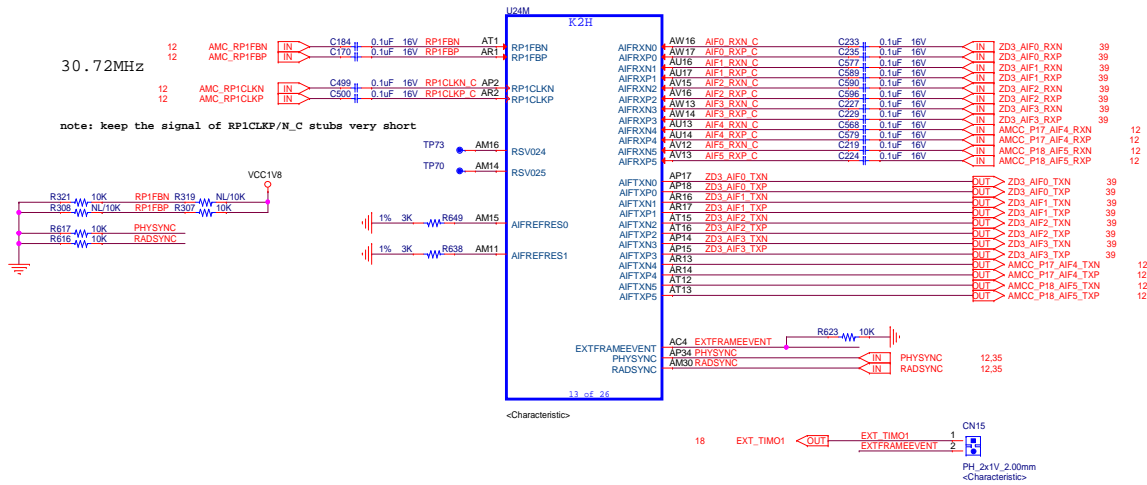 U24M
K2H
12 AMC_RP1FBN IN C184 0.1uF 16V RP1FBN AT1 RP1FBN
12 AMC_RP1FBP IN C170 0.1uF 16V RP1FBP AR1 RP1FBP
30.72MHz
12 AMC_RP1CLKN IN C499 0.1uF 16V RP1CLKN_C AP2 RP1CLKN
12 AMC_RP1CLKP IN C500 0.1uF 16V RP1CLKP_C AR2 RP1CLKP
note: keep the signal of RP1CLKP/N_C stubs very short
TP73 AM16 RSV024
TP70 AM14 RSV025
VCC1V8
R321 10K RP1FBN R319 NL/10K
R308 NL/10K RP1FBP R307 10K
R617 10K PHYSYNC
R616 10K RADSYNC
1% 3K R649 AM15 AIFREFRES0
1% 3K R638 AM11 AIFREFRES1
AIFRXN0 AW16 AIF0_RXN_C C233 0.1uF 16V IN ZD3_AIF0_RXN 39
AIFRXP0 AW17 AIF0_RXP_C C235 0.1uF 16V IN ZD3_AIF0_RXP 39
AIFRXN1 AU16 AIF1_RXN_C C577 0.1uF 16V IN ZD3_AIF1_RXN 39
AIFRXP1 AU17 AIF1_RXP_C C589 0.1uF 16V IN ZD3_AIF1_RXP 39
AIFRXN2 AV15 AIF2_RXN_C C590 0.1uF 16V IN ZD3_AIF2_RXN 39
AIFRXP2 AV16 AIF2_RXP_C C596 0.1uF 16V IN ZD3_AIF2_RXP 39
AIFRXN3 AW13 AIF3_RXN_C C227 0.1uF 16V IN ZD3_AIF3_RXN 39
AIFRXP3 AW14 AIF3_RXP_C C229 0.1uF 16V IN ZD3_AIF3_RXP 39
AIFRXN4 AU13 AIF4_RXN_C C568 0.1uF 16V IN AMCC_P17_AIF4_RXN 12
AIFRXP4 AU14 AIF4_RXP_C C579 0.1uF 16V IN AMCC_P17_AIF4_RXP 12
AIFRXN5 AV12 AIF5_RXN_C C219 0.1uF 16V IN AMCC_P18_AIF5_RXN 12
AIFRXP5 AV13 AIF5_RXP_C C224 0.1uF 16V IN AMCC_P18_AIF5_RXP 12
AIFTXN0 AP17 ZD3_AIF0_TXN OUT ZD3_AIF0_TXN 39
AIFTXP0 AP18 ZD3_AIF0_TXP OUT ZD3_AIF0_TXP 39
AIFTXN1 AR16 ZD3_AIF1_TXN OUT ZD3_AIF1_TXN 39
AIFTXP1 AR17 ZD3_AIF1_TXP OUT ZD3_AIF1_TXP 39
AIFTXN2 AT15 ZD3_AIF2_TXN OUT ZD3_AIF2_TXN 39
AIFTXP2 AT16 ZD3_AIF2_TXP OUT ZD3_AIF2_TXP 39
AIFTXN3 AP14 ZD3_AIF3_TXN OUT ZD3_AIF3_TXN 39
AIFTXP3 AP15 ZD3_AIF3_TXP OUT ZD3_AIF3_TXP 39
AIFTXN4 AR13 OUT AMCC_P17_AIF4_TXN 12
AIFTXP4 AR14 OUT AMCC_P17_AIF4_TXP 12
AIFTXN5 AT12 OUT AMCC_P18_AIF5_TXN 12
AIFTXP5 AT13 OUT AMCC_P18_AIF5_TXP 12
R623 10K
EXTFRAMEEVENT AC4 EXTFRAMEEVENT
PHYSYNC AP34 PHYSYNC IN PHYSYNC 12,35
RADSYNC AM30 RADSYNC IN RADSYNC 12,35
13 of 26
<Characteristic>
CN15
18 EXT_TIMO1 OUT EXT_TIMO1 1
EXTFRAMEEVENT 2
PH_2x1V_2.00mm
<Characteristic>